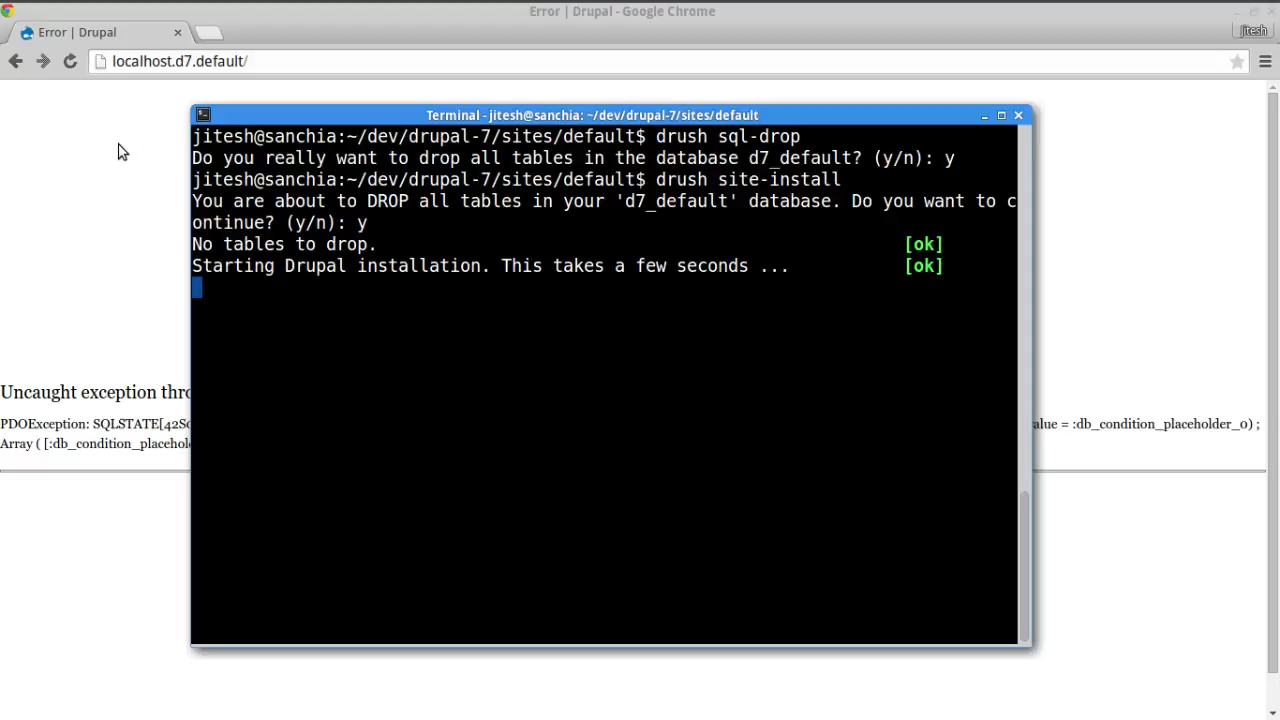 Error | Drupal - Google Chrome
Error | Drupal
jitesh
localhost.d7.default/
Terminal - jitesh@sanchia: ~/dev/drupal-7/sites/default
jitesh@sanchia:~/dev/drupal-7/sites/default$ drush sql-drop
Do you really want to drop all tables in the database d7_default? (y/n): y
jitesh@sanchia:~/dev/drupal-7/sites/default$ drush site-install
You are about to DROP all tables in your 'd7_default' database. Do you want to c
ontinue? (y/n): y
No tables to drop. [ok]
Starting Drupal installation. This takes a few seconds ... [ok]
Uncaught exception thro
PDOException: SQLSTATE[42S0 alue = :db_condition_placeholder_0) ;
Array ( [:db_condition_placehol